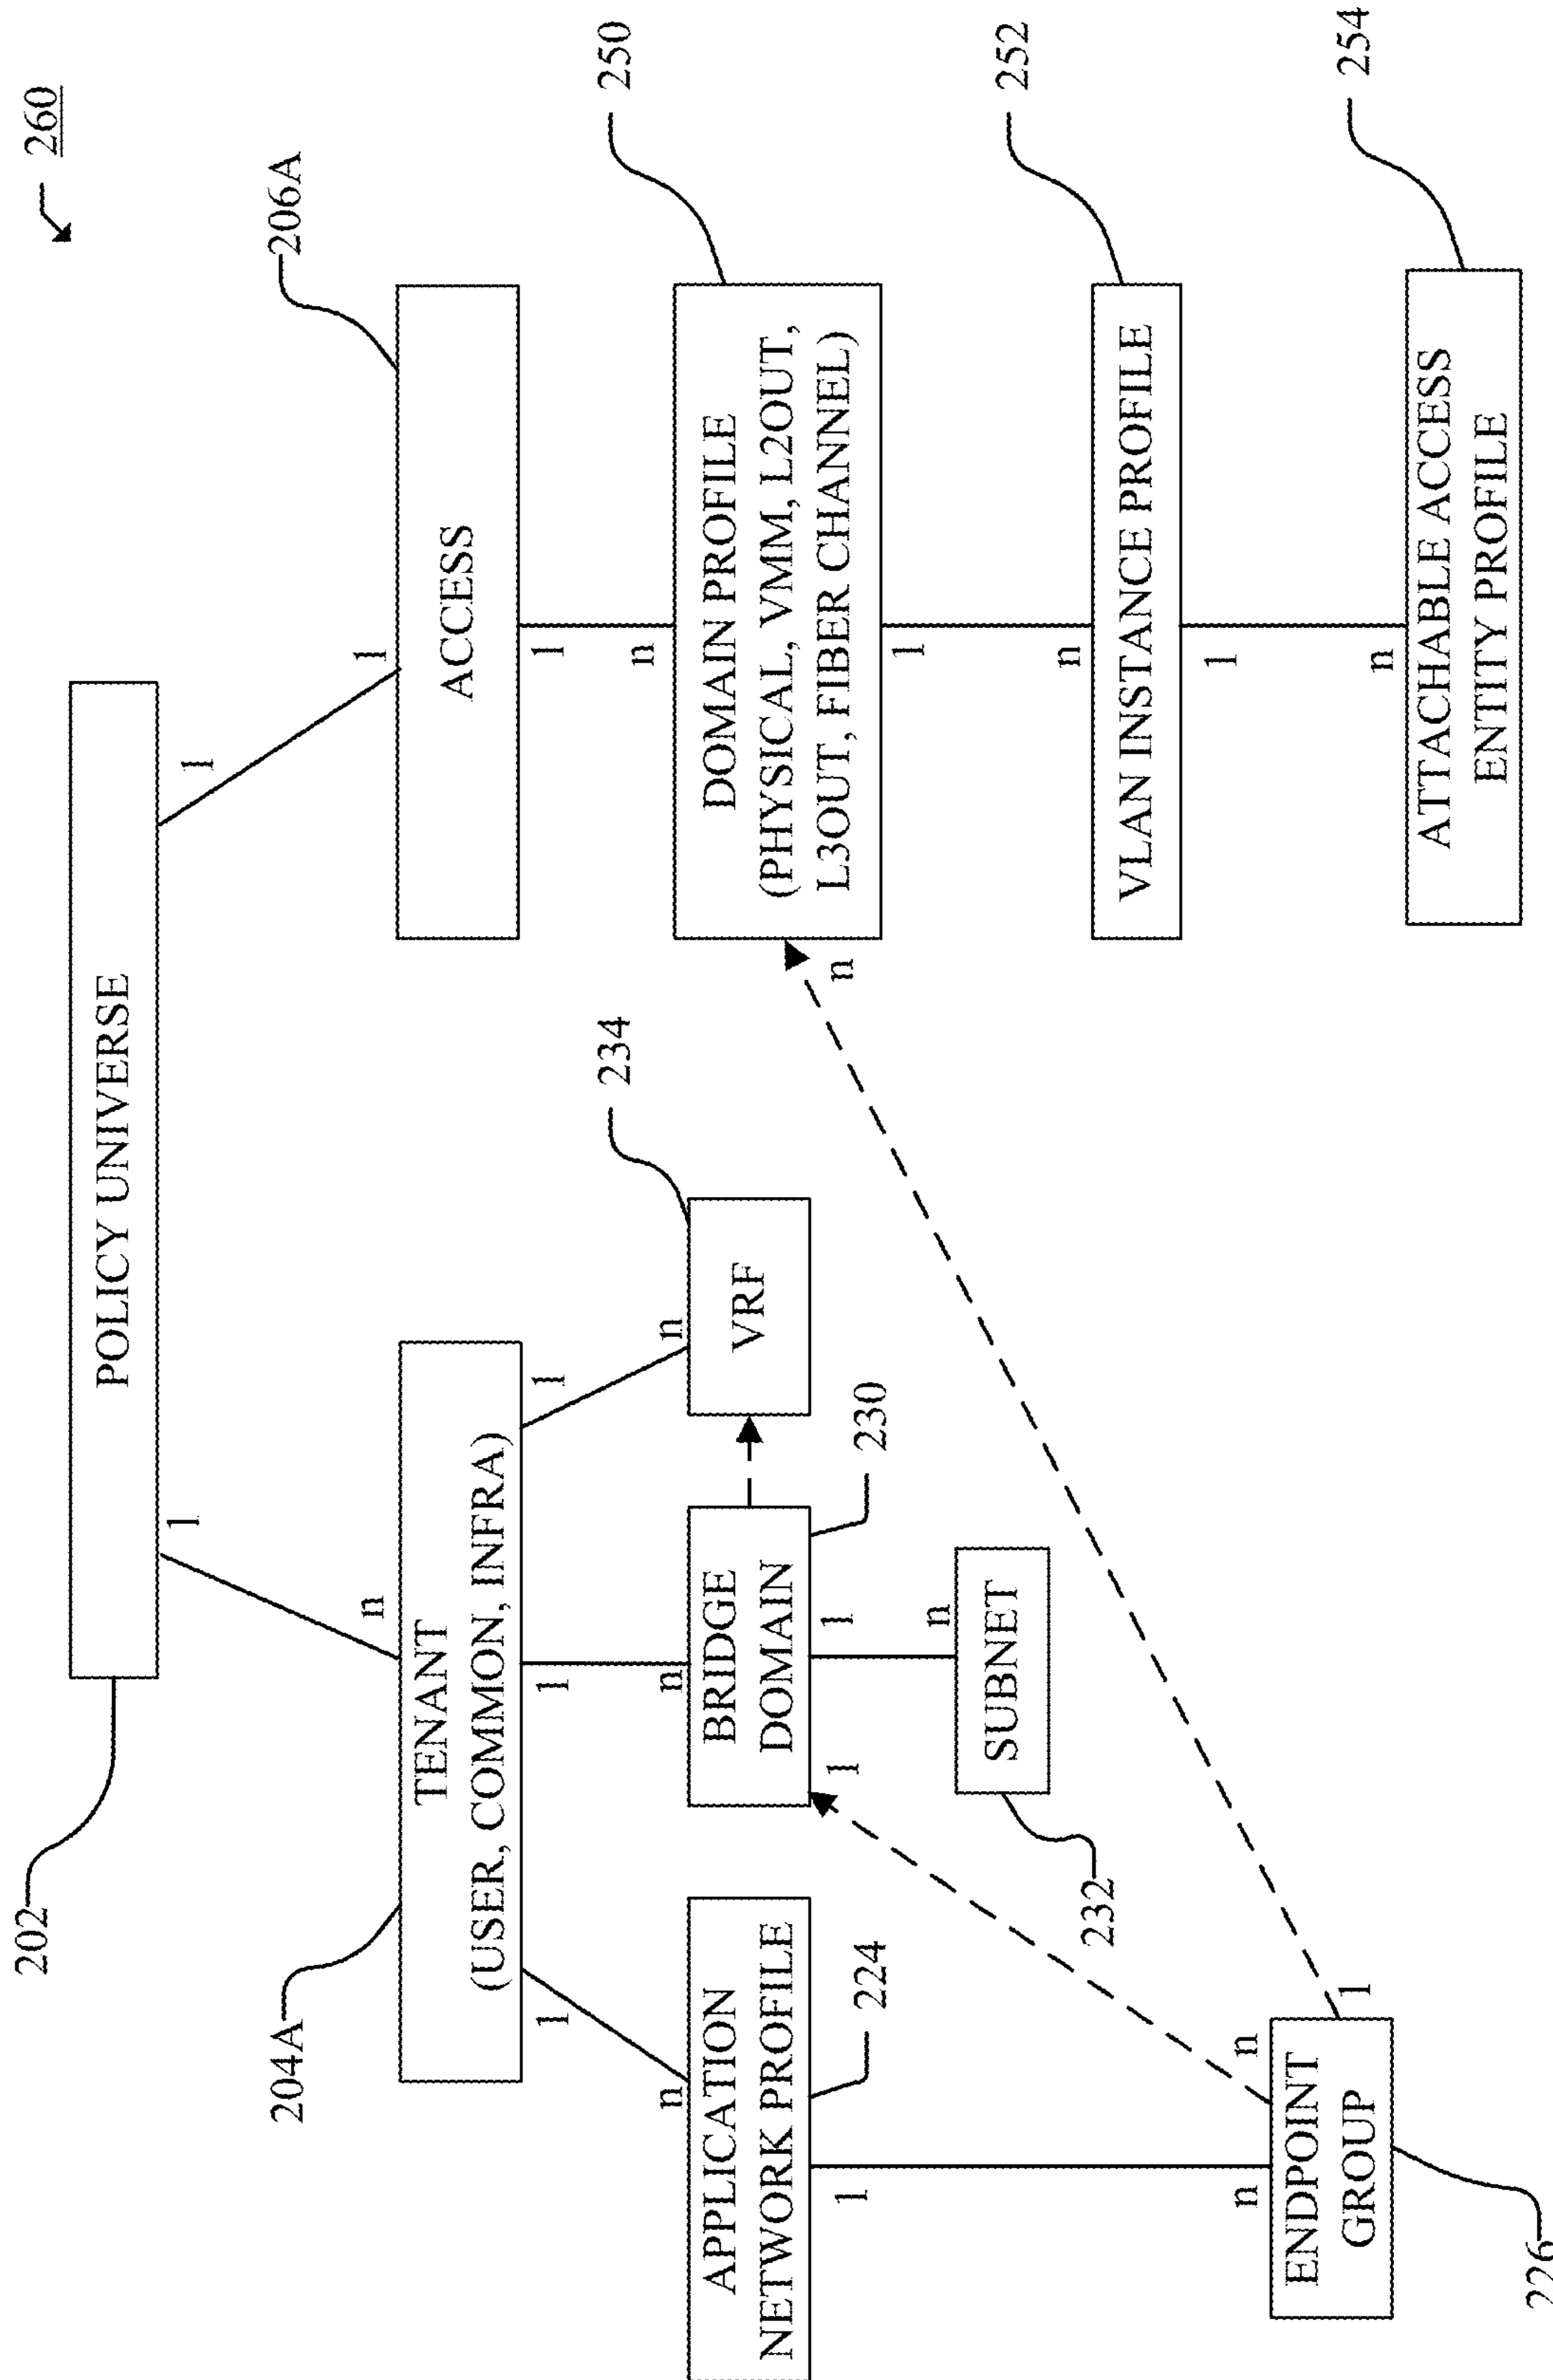 260
POLICY UNIVERSE
202
1
1
n
1
204A
TENANT
(USER, COMMON, INFRA)
206A
ACCESS
1
1
1
1
n
n
n
n
APPLICATION
NETWORK PROFILE
224
BRIDGE
DOMAIN
230
VRF
234
DOMAIN PROFILE
(PHYSICAL, VMM, L2OUT,
L3OUT, FIBER CHANNEL)
250
1
1
1
n
1
n
SUBNET
232
n
VLAN INSTANCE PROFILE
252
1
n
n
n
1
ENDPOINT
GROUP
226
ATTACHABLE ACCESS
ENTITY PROFILE
254